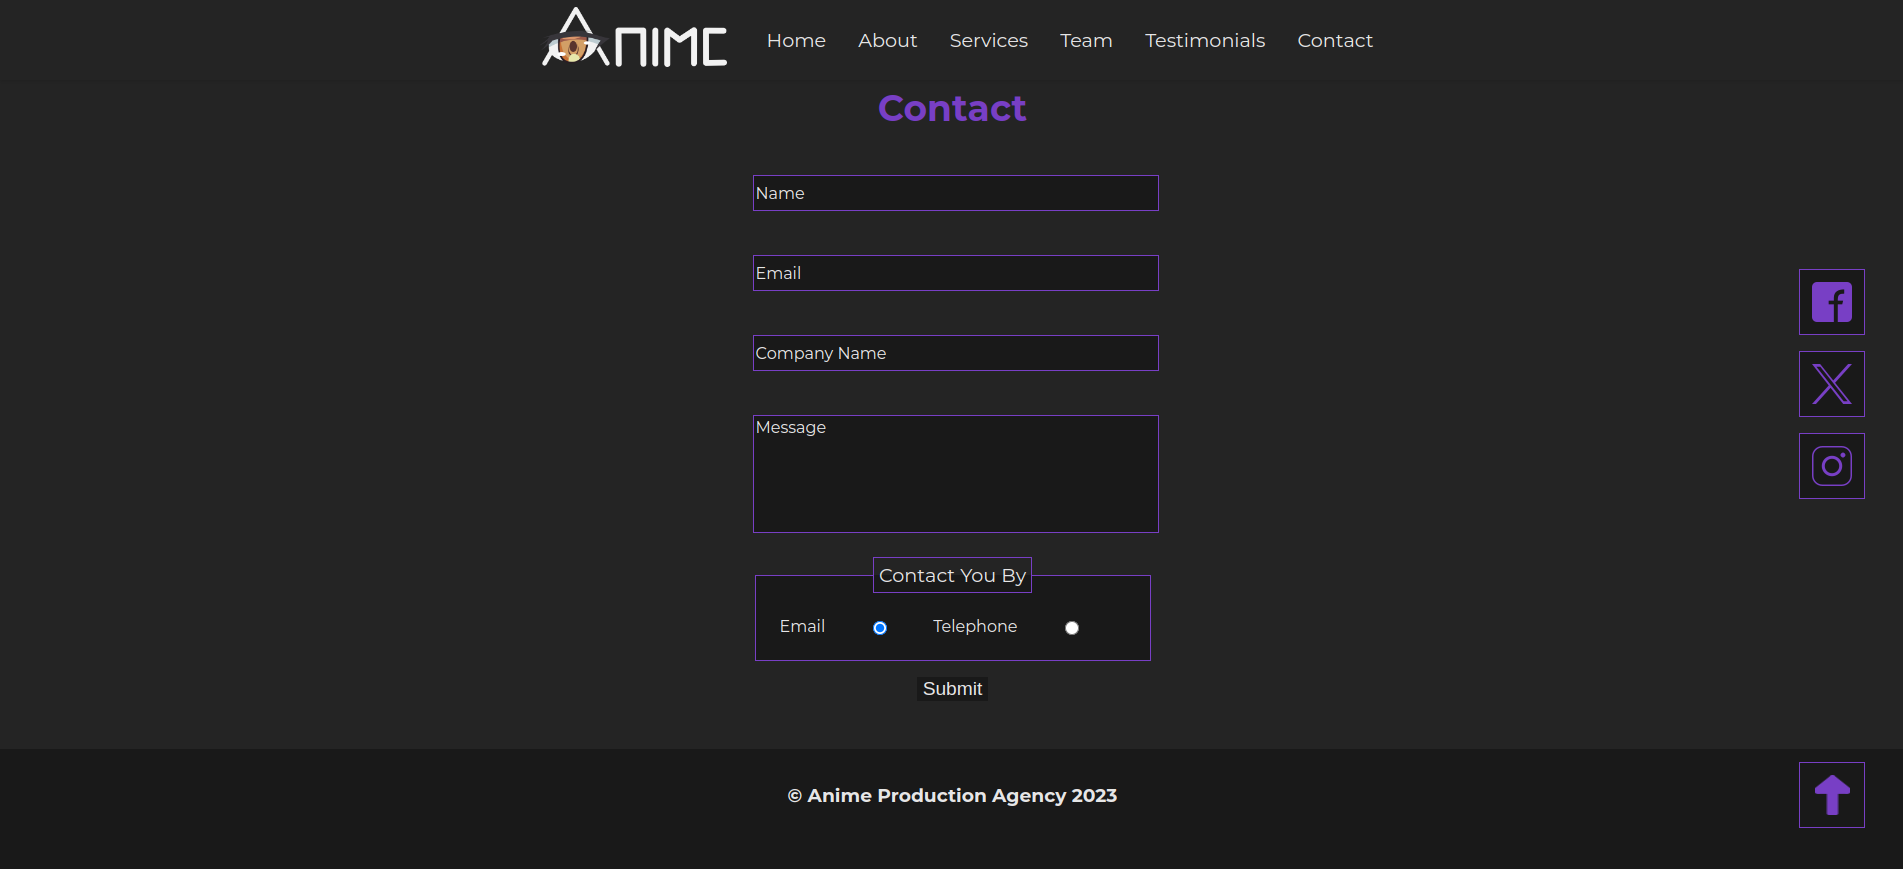 ANIME
Home About Services Team Testimonials Contact
Contact
Name
Email
Company Name
Message
Contact You By
Email Telephone
Submit
© Anime Production Agency 2023